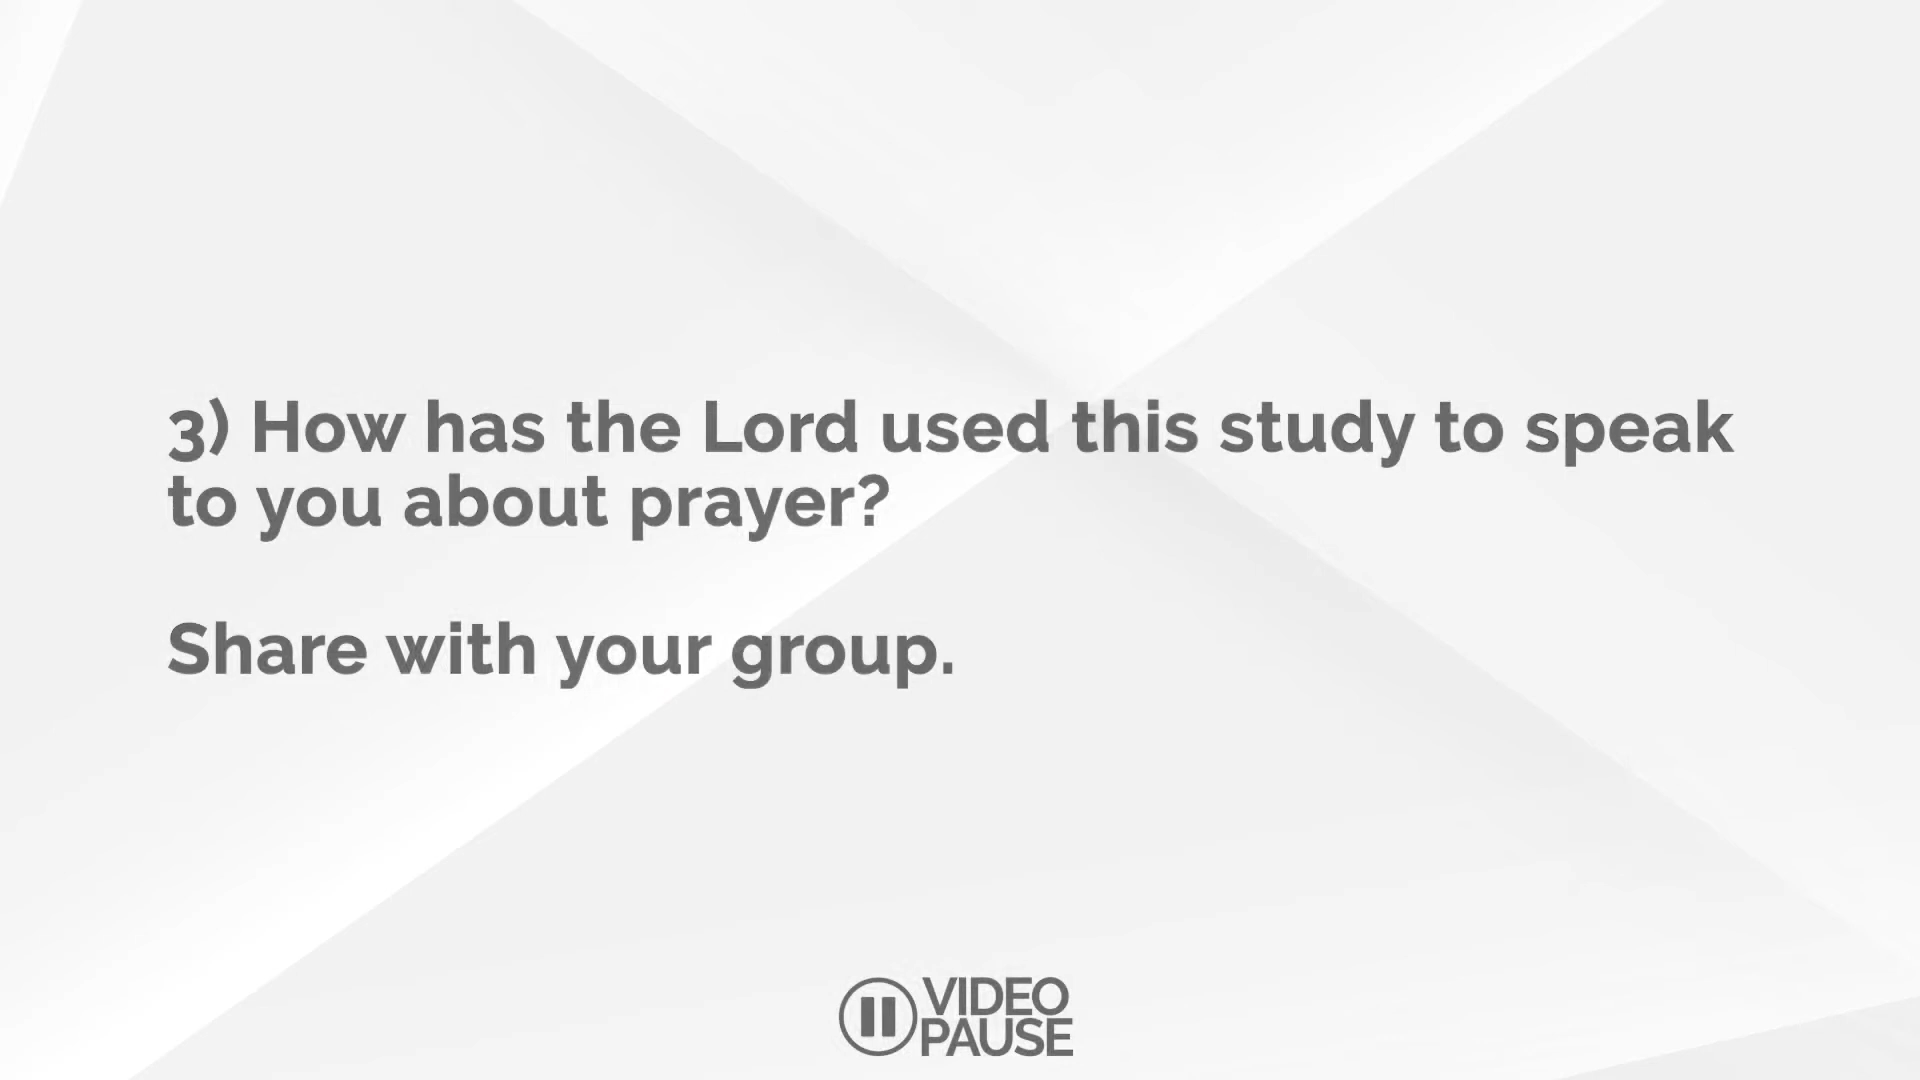 3) How has the Lord used this study to speak
to you about prayer?
Share with your group.
VIDEO
PAUSE